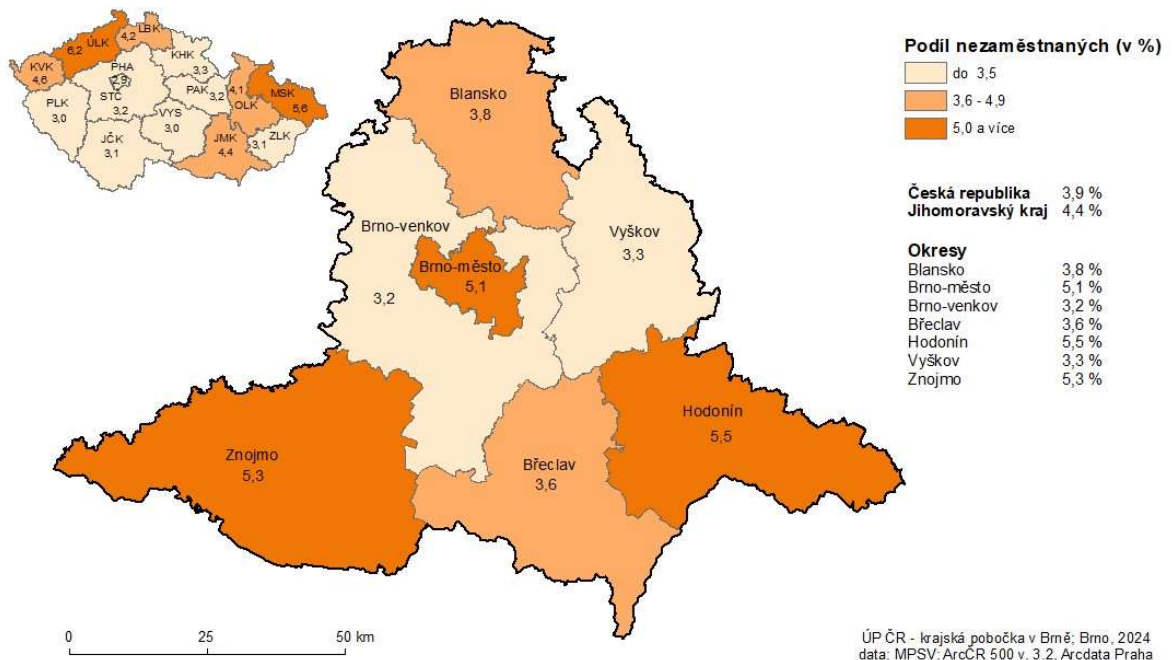 ÚLK
6,2
LBK
4,2
KVK
4,6
KHK
3,3
PHA
2,9
STČ
3,2
PAK
3,2
4,1
OLK
MSK
5,6
PLK
3,0
VYS
3,0
JČK
3,1
JMK
4,4
ZLK
3,1
Blansko
3,8
Brno-venkov
3,2
Brno-město
5,1
Vyškov
3,3
Znojmo
5,3
Břeclav
3,6
Hodonín
5,5
0 25 50 km
Podíl nezaměstnaných (v %)
do 3,5
3,6 - 4,9
5,0 a více
Česká republika 3,9 %
Jihomoravský kraj 4,4 %
Okresy
Blansko 3,8 %
Brno-město 5,1 %
Brno-venkov 3,2 %
Břeclav 3,6 %
Hodonín 5,5 %
Vyškov 3,3 %
Znojmo 5,3 %
ÚP ČR - krajská pobočka v Brně; Brno, 2024
data: MPSV; ArcČR 500 v. 3.2, Arcdata Praha